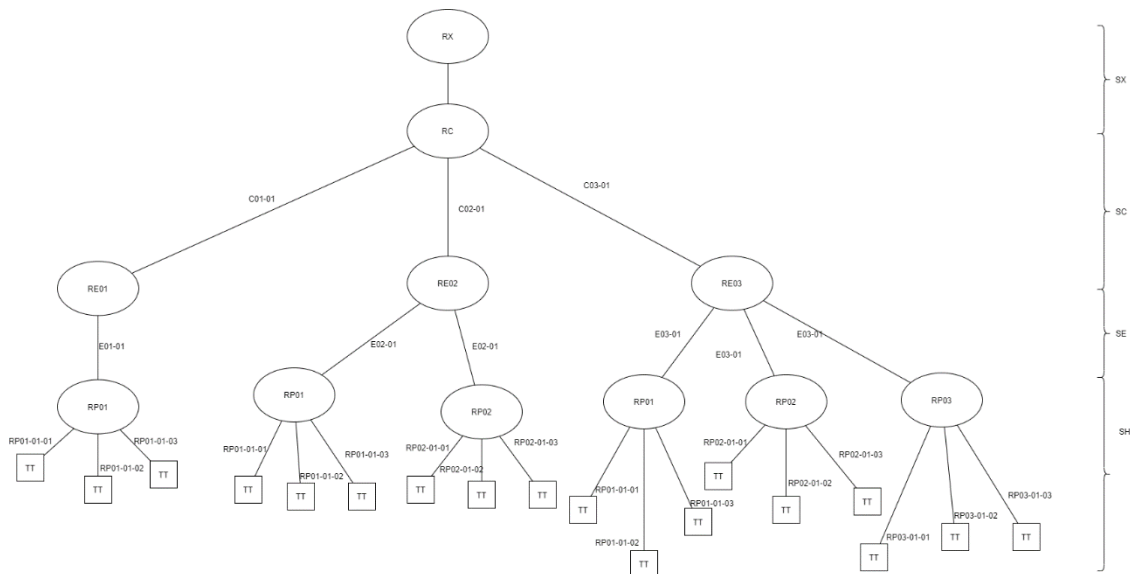 RX
SX
RC
C01-01
C02-01
C03-01
SC
RE01
RE02
RE03
E01-01
E02-01
E02-01
E03-01
E03-01
E03-01
SE
RP01
RP01
RP02
RP01
RP02
RP03
SH
RP01-01-01
RP01-01-02
RP01-01-03
TT
TT
TT
RP01-01-01
RP01-01-02
RP01-01-03
TT
TT
TT
RP02-01-01
RP02-01-02
RP02-01-03
TT
TT
TT
RP01-01-01
RP01-01-02
RP01-01-03
TT
TT
TT
RP02-01-01
RP02-01-02
RP02-01-03
TT
TT
TT
RP03-01-01
RP03-01-02
RP03-01-03
TT
TT
TT